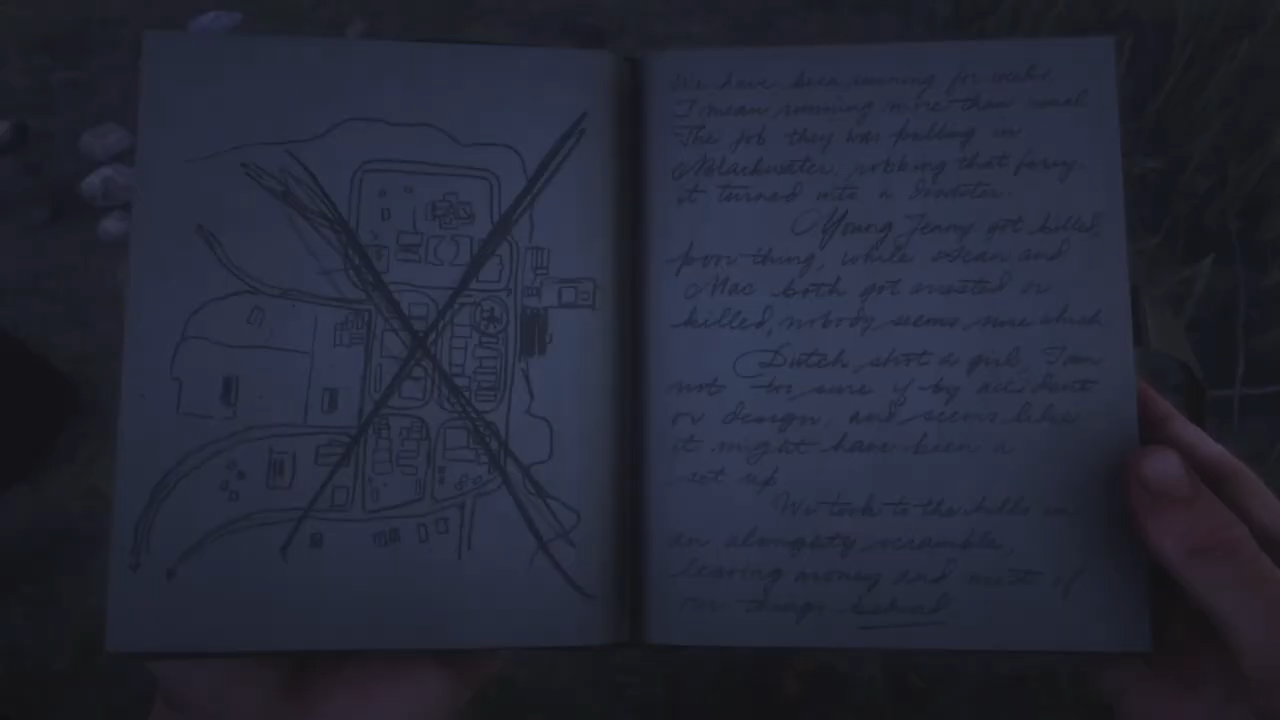 We have been running for weeks.
I mean running more than usual.
The job they was pulling in
Blackwater, robbing that ferry,
it turned into a disaster.
Young Jenny got killed,
poor thing, while Sean and
Mac both got arrested or
killed, nobody seems sure which.
Dutch shot a girl, I am
not too sure if by accident
or design, and seems like
it might have been a
set up
We took to the hills in
an almighty scramble,
leaving money and most of
our things behind